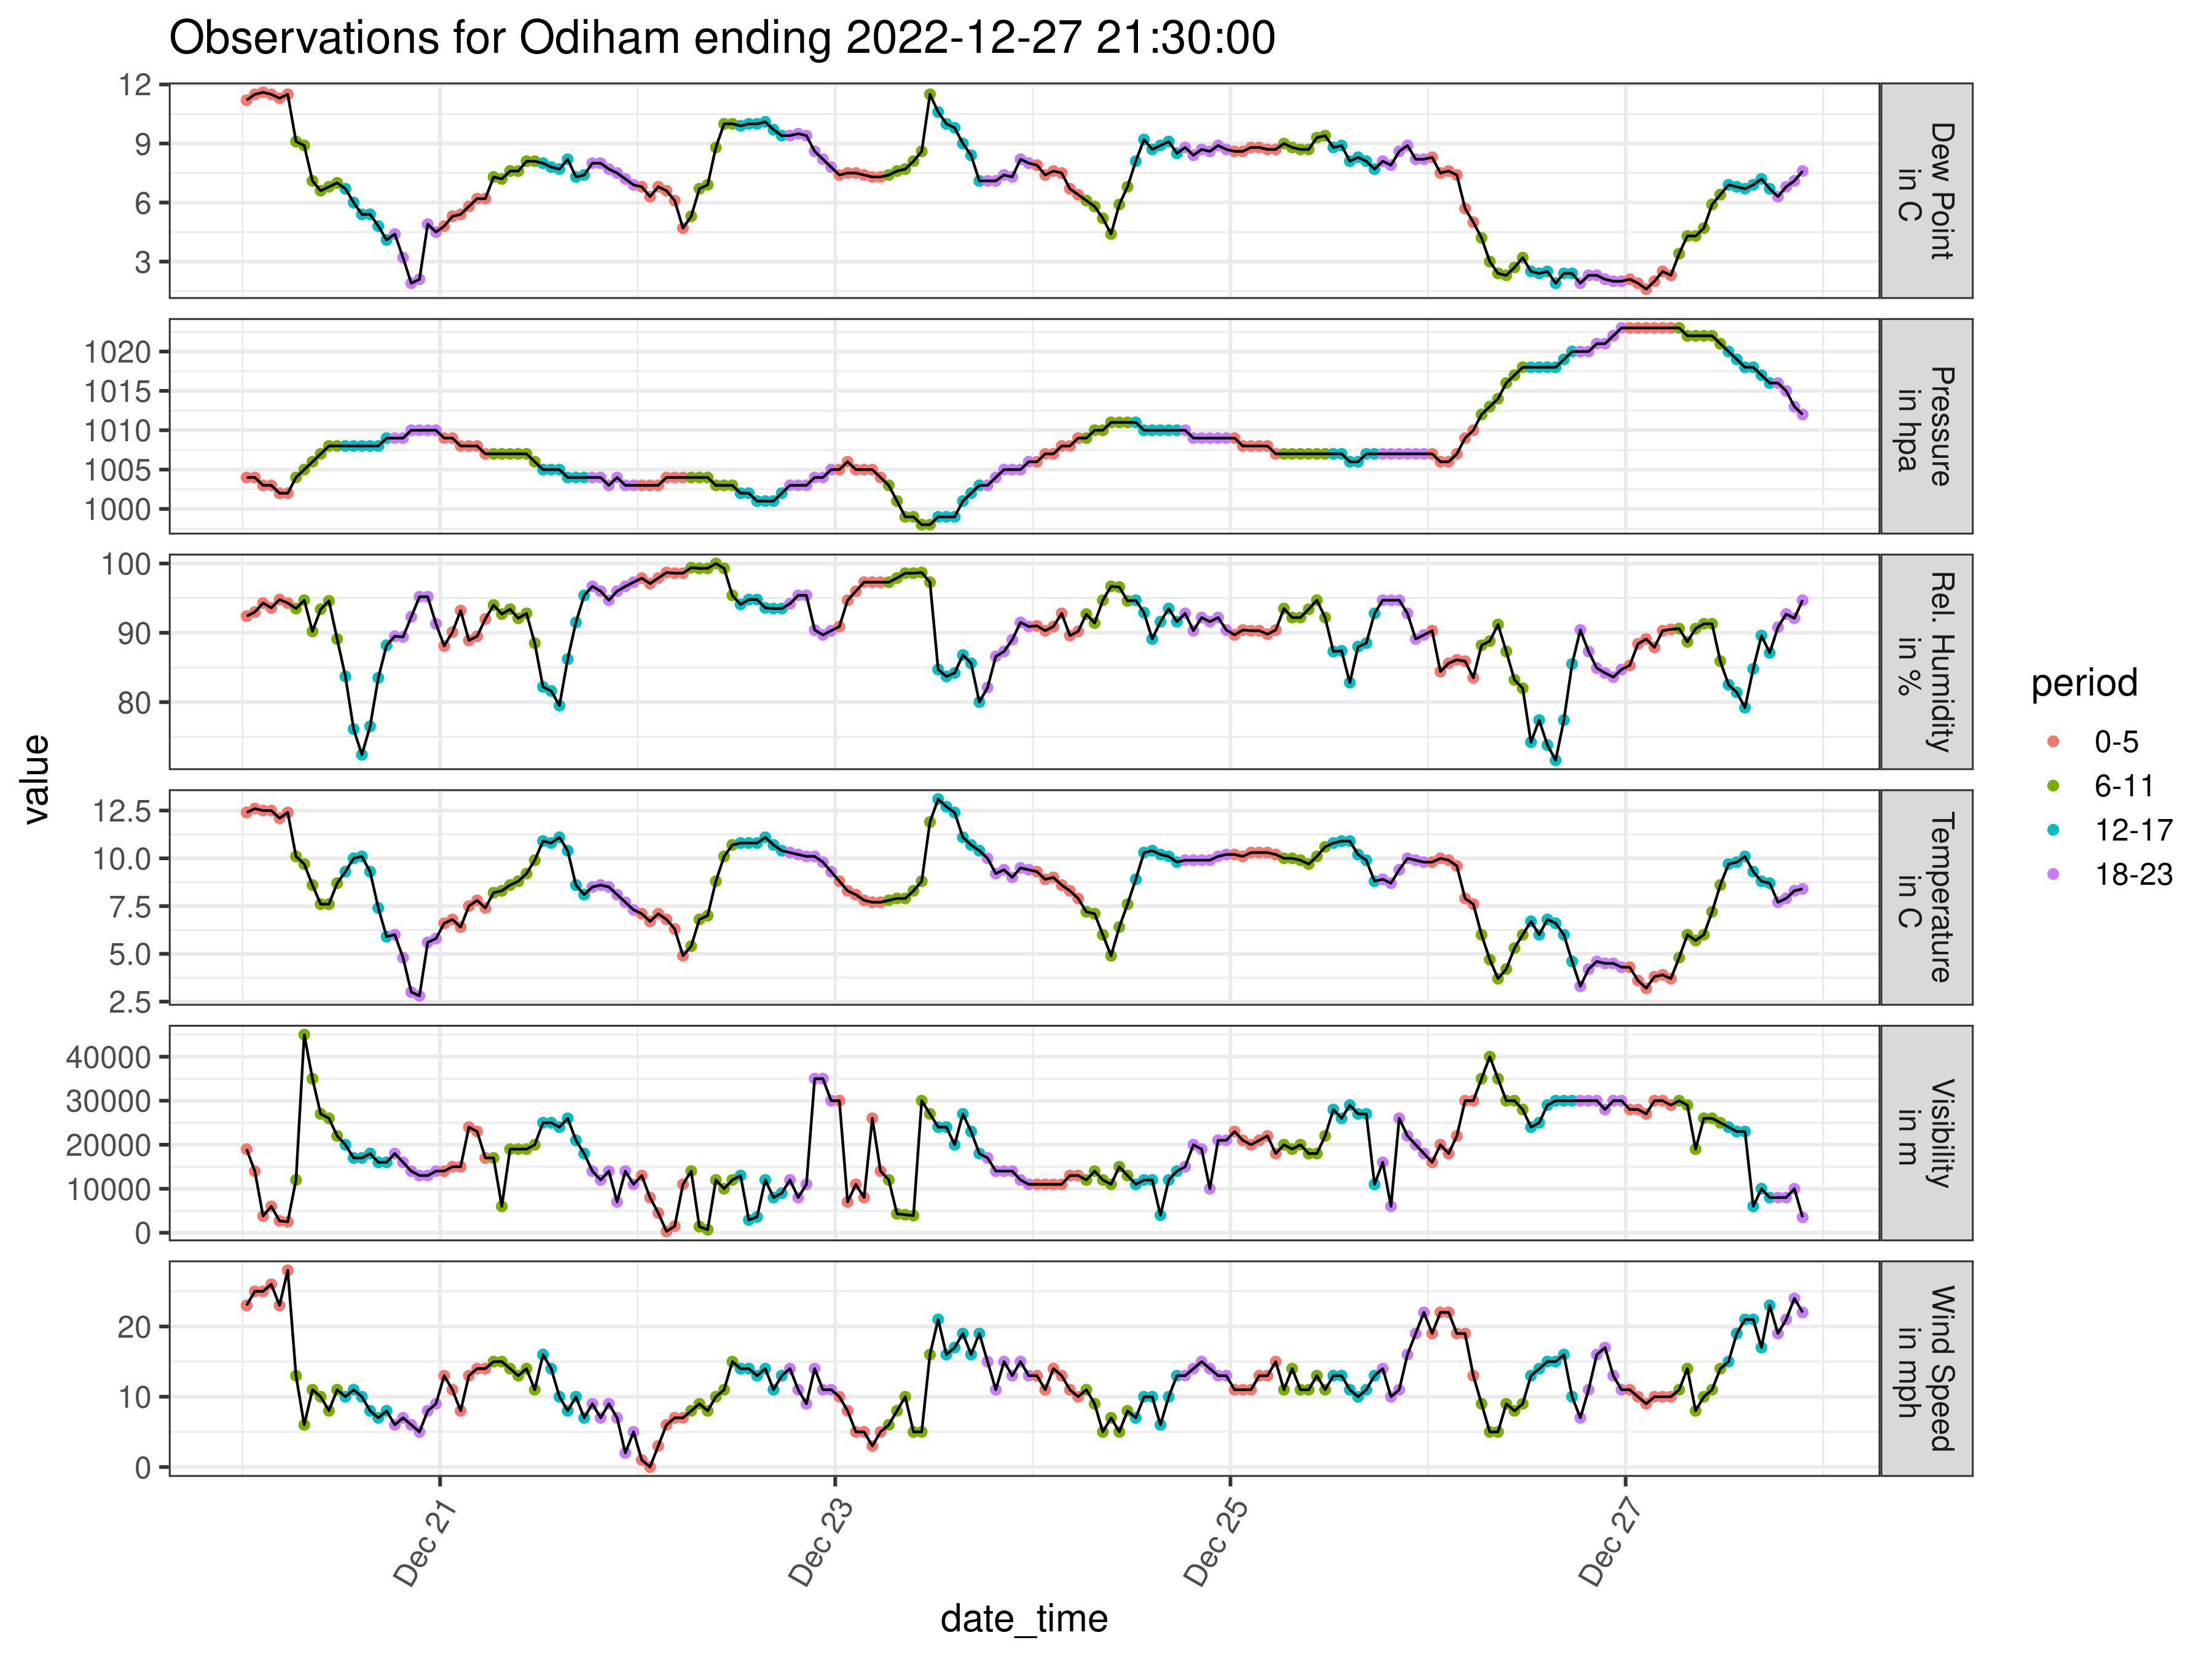 Observations for Odiham ending 2022-12-27 21:30:00
value
12
9
6
3
Dew Point
in C
1020
1015
1010
1005
1000
Pressure
in hpa
100
90
80
Rel. Humidity
in %
12.5
10.0
7.5
5.0
2.5
Temperature
in C
40000
30000
20000
10000
0
Visibility
in m
20
10
0
Wind Speed
in mph
Dec 21
Dec 23
Dec 25
Dec 27
date_time
period
0-5
6-11
12-17
18-23